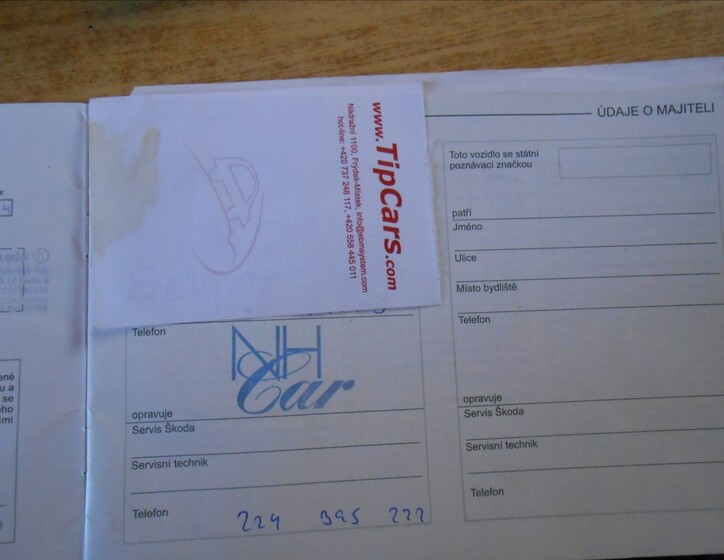 www.TipCars.com
Nádražní 1100, Frýdek-Místek, info@ebmsystem.com
hot-line: +420 737 248 117, +420 558 445 011
Telefon
NH
Car
opravuje
Servis Škoda
Servisní technik
Telefon
224 395 222
ÚDAJE O MAJITELI
Toto vozidlo se státní
poznávací značkou
patří
Jméno
Ulice
Místo bydliště
Telefon
opravuje
Servis Škoda
Servisní technik
Telefon